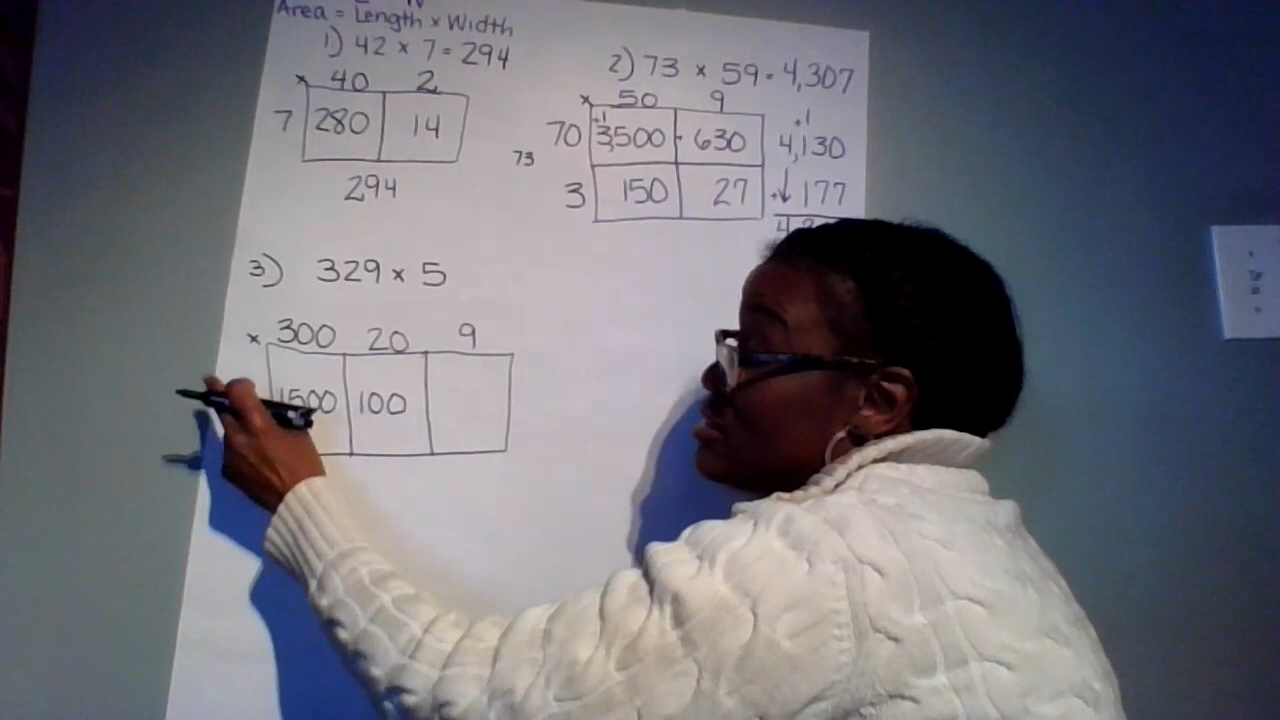 Area = Length × Width
1) 42 × 7 = 294
× 40 2
7 280 14
294
2) 73 × 59 = 4,307
× 50 9
+1
70 3,500 630
73
3 150 27
+1
4,130
+ 177
3) 329 × 5
× 300 20 9
1500 100